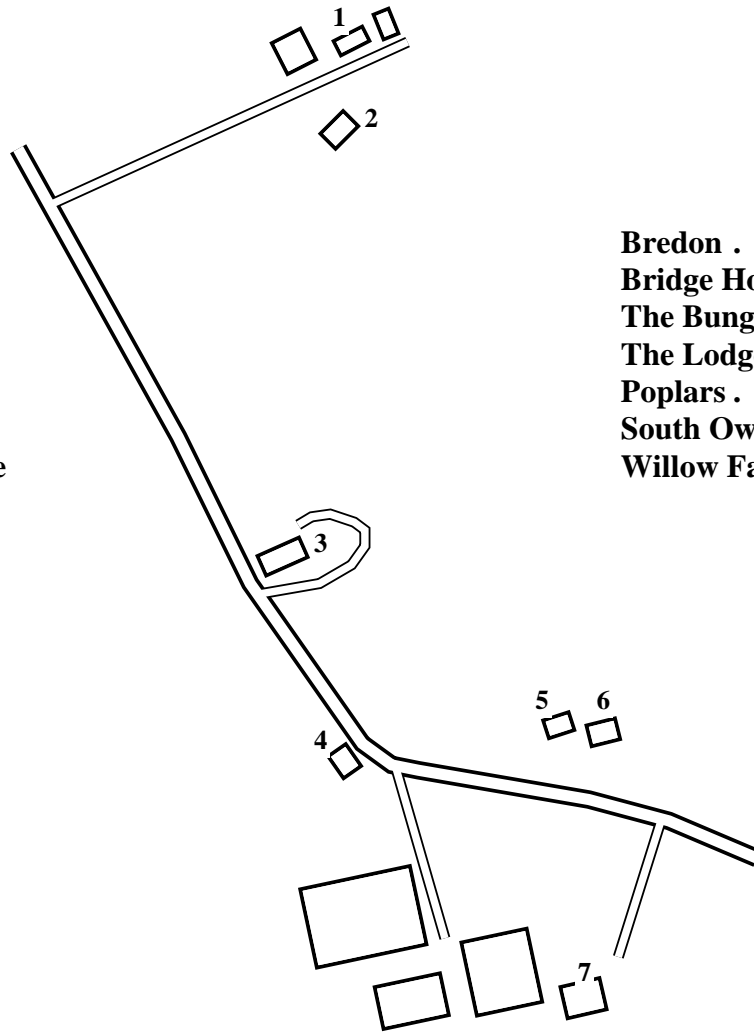 1
2
Bredon .
Bridge Ho
The Bung
The Lodg
Poplars .
South Ow
Willow Fa
e
3
5
6
4
7